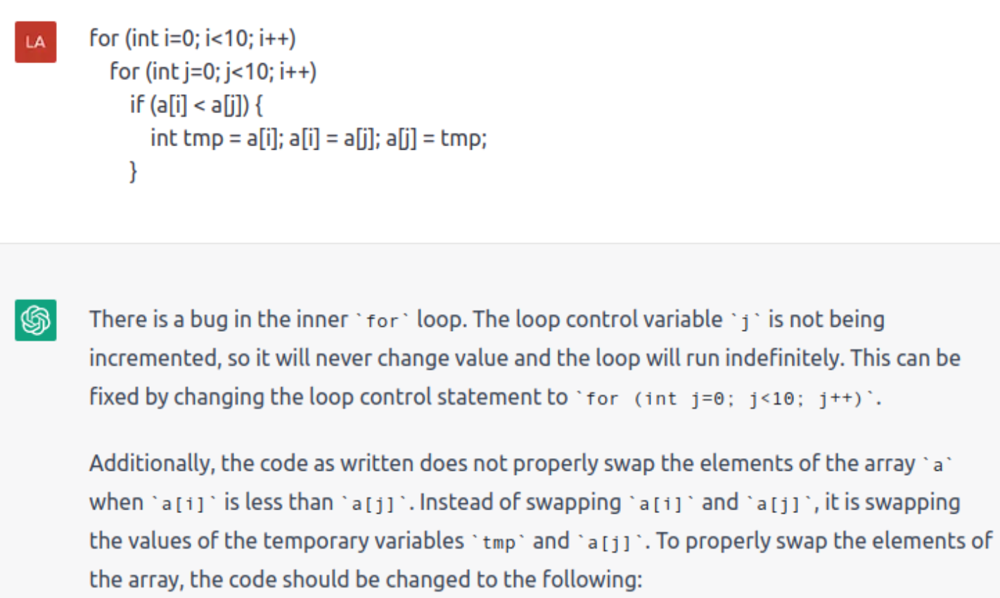 LA
for (int i=0; i<10; i++)
for (int j=0; j<10; i++)
if (a[i] < a[j]) {
int tmp = a[i]; a[i] = a[j]; a[j] = tmp;
}
There is a bug in the inner `for` loop. The loop control variable `j` is not being
incremented, so it will never change value and the loop will run indefinitely. This can be
fixed by changing the loop control statement to `for (int j=0; j<10; j++)`.
Additionally, the code as written does not properly swap the elements of the array `a`
when `a[i]` is less than `a[j]`. Instead of swapping `a[i]` and `a[j]`, it is swapping
the values of the temporary variables `tmp` and `a[j]`. To properly swap the elements of
the array, the code should be changed to the following: